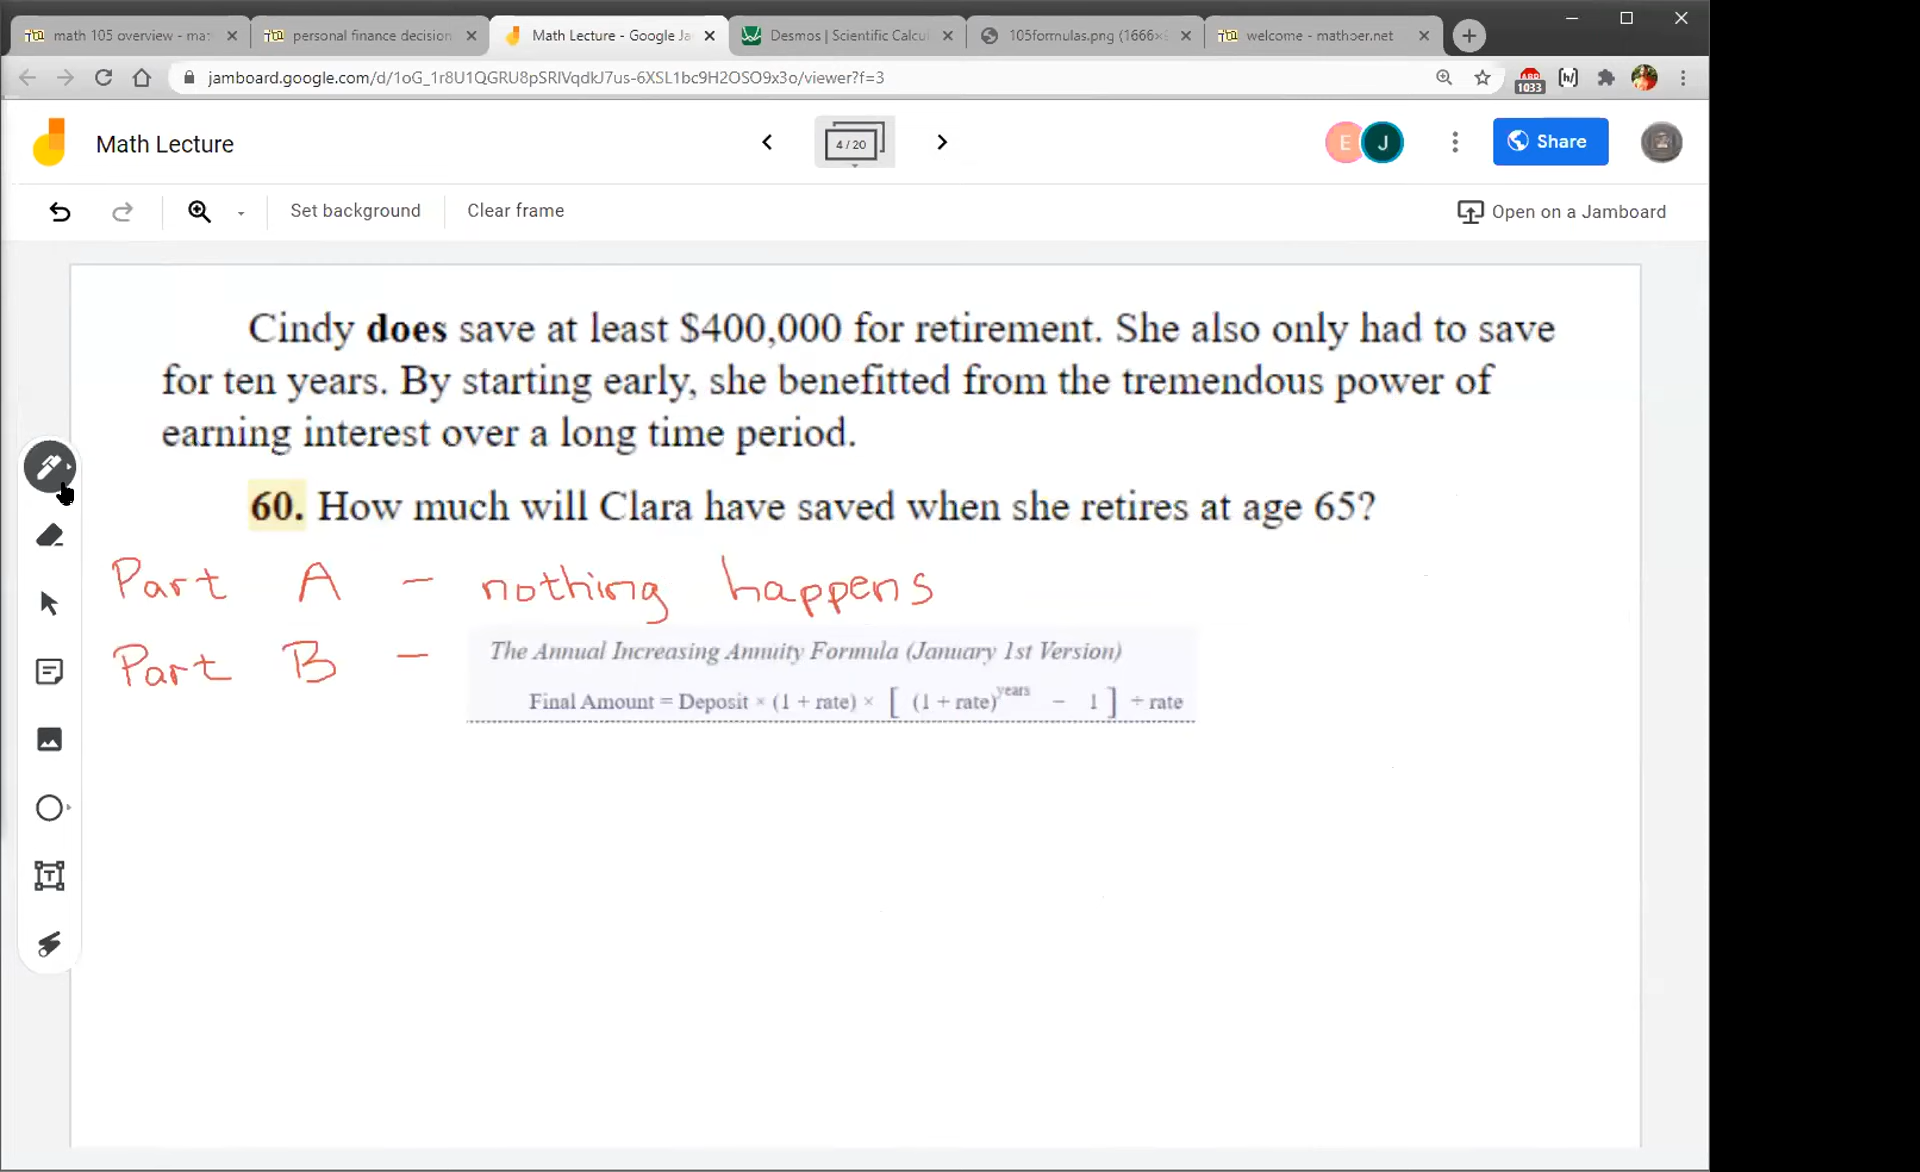 math 105 overview - mat
personal finance decision
Math Lecture - Google Ja
Desmos | Scientific Calcul
105formulas.png (1666×
welcome - mathoer.net
jamboard.google.com/d/1oG_1r8U1QGRU8pSRlVqdkJ7us-6XSL1bc9H2OSO9x3o/viewer?f=3
ABP
1033
Math Lecture
4 / 20
E
J
Share
Set background
Clear frame
Open on a Jamboard
Cindy does save at least $400,000 for retirement. She also only had to save
for ten years. By starting early, she benefitted from the tremendous power of
earning interest over a long time period.
60. How much will Clara have saved when she retires at age 65?
Part A - nothing happens
Part B -
The Annual Increasing Annuity Formula (January 1st Version)
Final Amount = Deposit × (1 + rate) × [ (1 + rate)^years - 1 ] ÷ rate